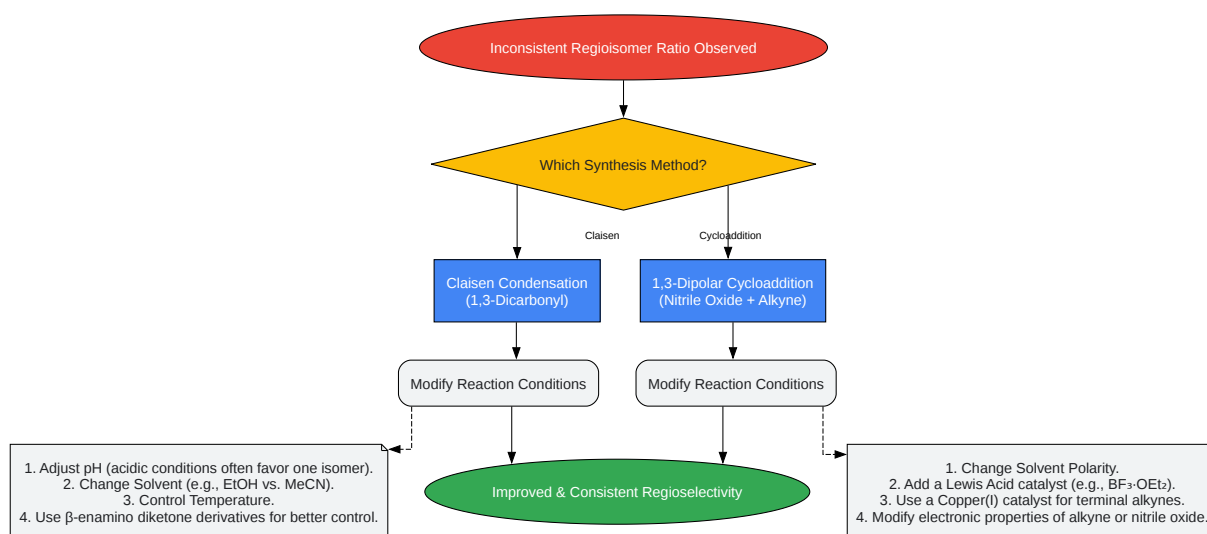 Inconsistent Regioisomer Ratio Observed
Which Synthesis Method?
Claisen
Cycloaddition
Claisen Condensation
(1,3-Dicarbonyl)
1,3-Dipolar Cycloaddition
(Nitrile Oxide + Alkyne)
Modify Reaction Conditions
Modify Reaction Conditions
1. Adjust pH (acidic conditions often favor one isomer).
2. Change Solvent (e.g., EtOH vs. MeCN).
3. Control Temperature.
4. Use β-enamino diketone derivatives for better control.
Improved & Consistent Regioselectivity
1. Change Solvent Polarity.
2. Add a Lewis Acid catalyst (e.g., BF₃·OEt₂).
3. Use a Copper(I) catalyst for terminal alkynes.
4. Modify electronic properties of alkyne or nitrile oxide.